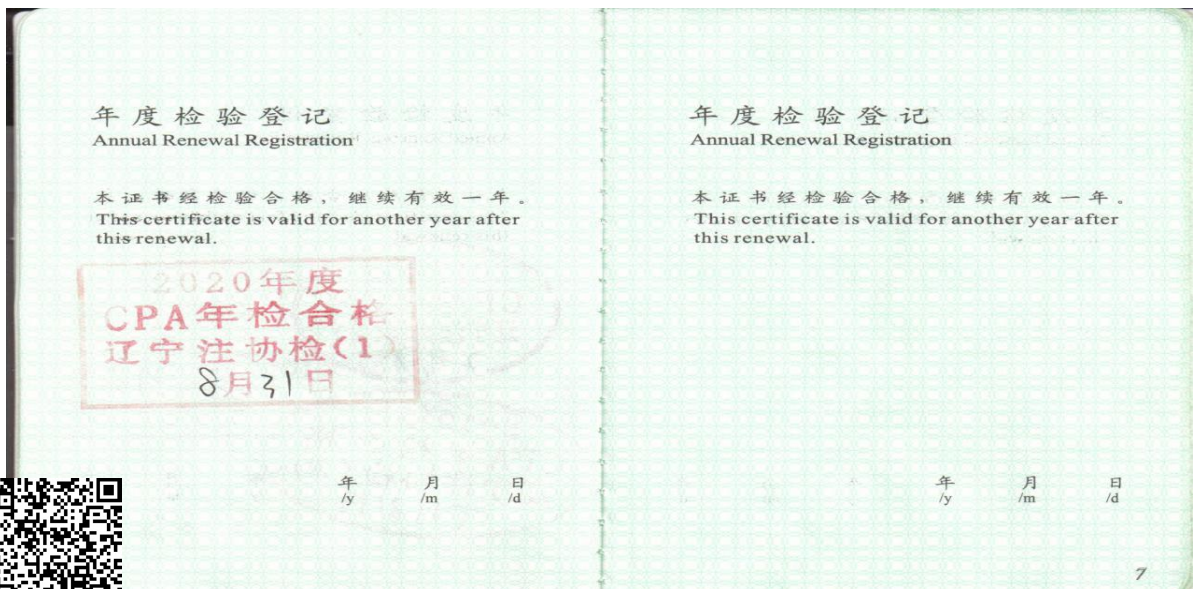 年度检验登记
Annual Renewal Registration
本证书经检验合格，继续有效一年。
This certificate is valid for another year after
this renewal.
2020年度
CPA年检合格
辽宁注协检(1)
8月31日
年 月 日
/y /m /d
年度检验登记
Annual Renewal Registration
本证书经检验合格，继续有效一年。
This certificate is valid for another year after
this renewal.
年 月 日
/y /m /d
7